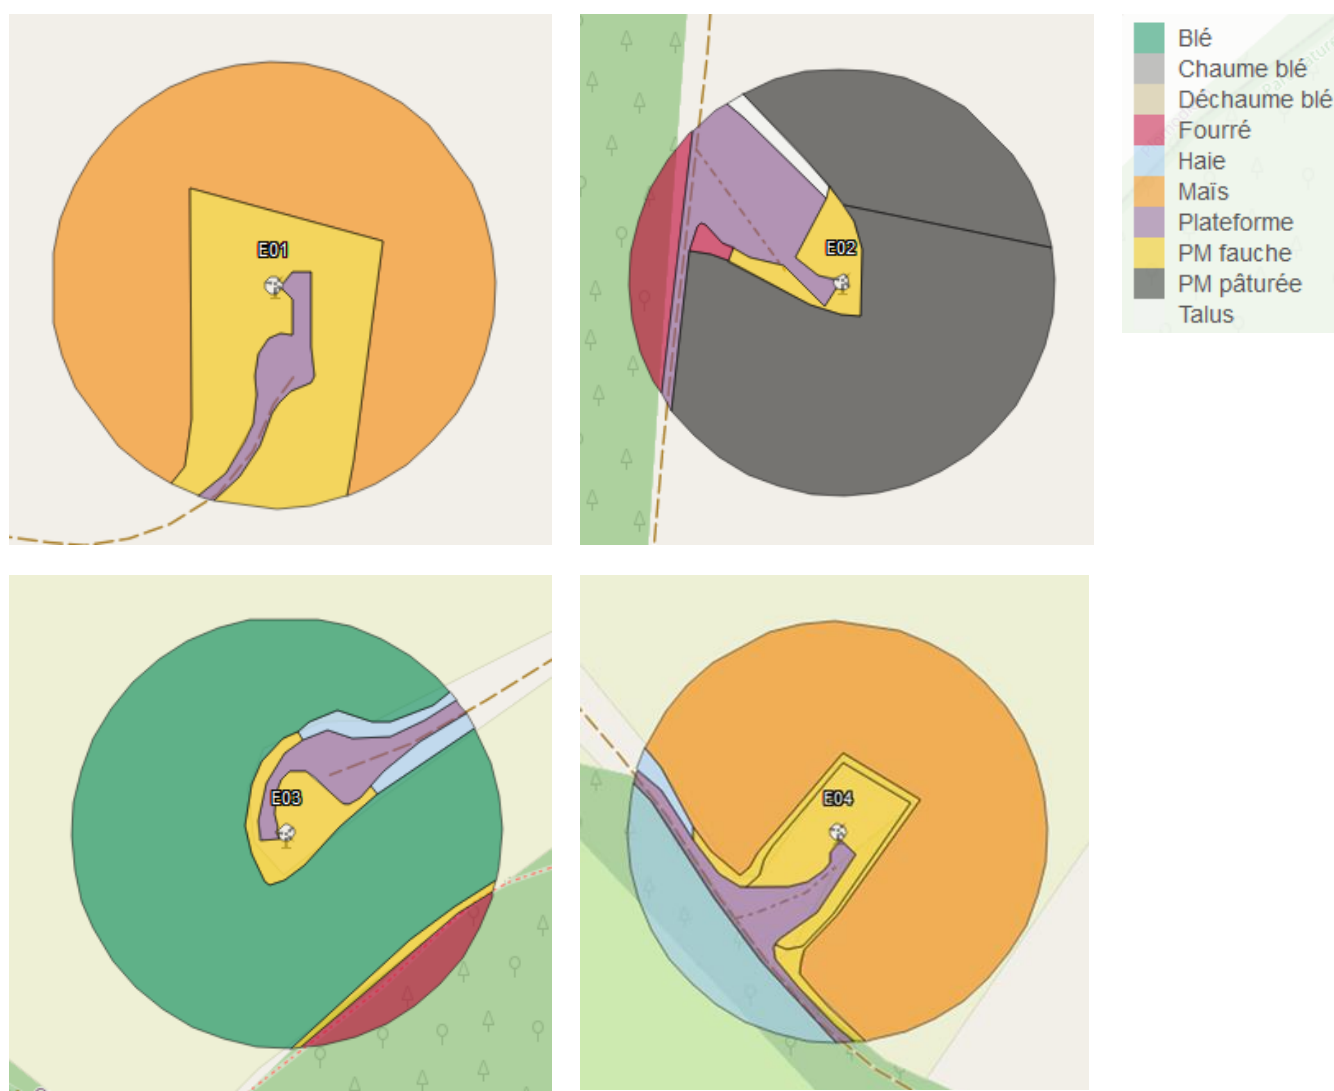 E01
E02
Blé
Chaume blé
Déchaume blé
Fourré
Haie
Maïs
Plateforme
PM fauche
PM pâturée
Talus
E03
E04